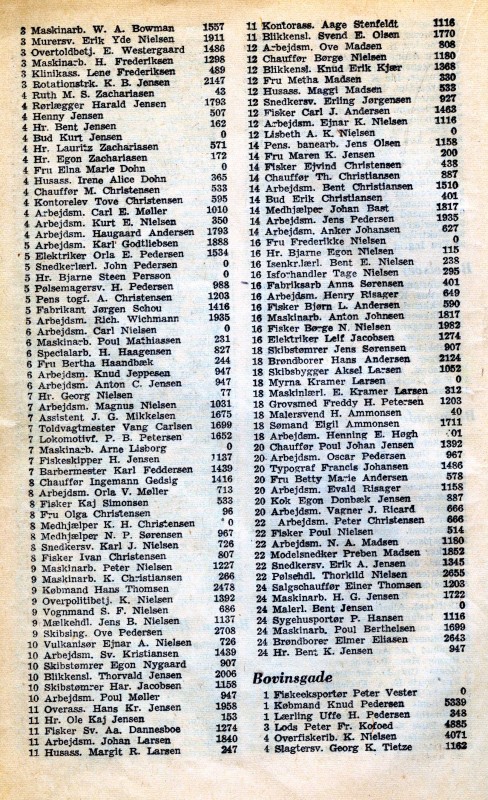 3 Maskinarb. W. A. Bowman 1557
3 Murersv. Erik Yde Nielsen 1911
3 Overtoldbetj. E. Westergaard 1486
3 Maskinarb. H. Frederiksen 1298
3 Klinikass. Lene Frederiksen 489
3 Rotationstrk. K. B. Jensen 2147
4 Ruth M. S. Zachariasen 43
4 Rørlægger Harald Jensen 1793
4 Henny Jensen 507
4 Hr. Bent Jensen 162
4 Bud Kurt Jensen 0
4 Hr. Lauritz Zachariasen 571
4 Hr. Egon Zachariasen 172
4 Fru Elna Marie Dohn 0
4 Husass. Irene Alice Dohn 365
4 Chauffør M. Christensen 533
4 Kontorelev Tove Christensen 595
4 Arbejdsm. Carl E. Møller 1010
4 Arbejdsm. Kurt E. Nielsen 350
4 Arbejdsm. Haugaard Andersen 1793
5 Arbejdsm. Karl Godtliebsen 1888
5 Elektriker Orla E. Pedersen 1534
5 Snedkerlærl. John Pedersen 0
5 Hr. Bjarne Steen Persson 0
5 Pølsemagersv. H. Pedersen 988
5 Pens togf. A. Christensen 1203
5 Fabrikant Jørgen Schou 1416
5 Arbejdsm. Rich. Wichmann 1935
6 Arbejdsm. Carl Nielsen 0
6 Maskinarb. Poul Mathiassen 231
6 Specialarb. H. Haagensen 827
6 Fru Bertha Haandbæk 244
6 Arbejdsm. Knud Jeppesen 947
6 Arbejdsm. Anton C. Jensen 947
7 Hr. Georg Nielsen 77
7 Arbejdsm. Magnus Nielsen 1031
7 Assistent. J. G. Mikkelsen 1675
7 Toldvagtmester Vang Carlsen 1699
7 Lokomotivf. P. B. Petersen 1652
7 Maskinarb. Arne Lisborg 0
7 Fiskeskipper H. Jensen 1137
7 Barbermester Karl Feddersen 1439
8 Chauffør Ingemann Gedsig 1416
8 Arbejdsm. Orla V. Møller 713
8 Fisker Kaj Simonsen 533
8 Fru Olga Christensen 96
8 Medhjælper K. H. Christensen 0
8 Medhjælper N. P. Sørensen 967
8 Snedkersv. Karl J. Nielsen 726
8 Fisker Ivan Christensen 807
9 Maskinarb. Peter Nielsen 1227
9 Maskinarb. K. Christiansen 266
9 Købmand Hans Thomsen 2478
9 Overpolitibetj. K. Nielsen 1392
9 Vognmand S. F. Nielsen 686
9 Mælkehdl. Jens B. Nielsen 1137
9 Skibsing. Ove Pedersen 2708
10 Vulkanisør Ejnar A. Nielsen 726
10 Arbejdsm. Sv. Kristiansen 1439
10 Skibstømrer Egon Nygaard 907
10 Blikkensl. Thorvald Jensen 2006
10 Skibstømrer Har. Jacobsen 1158
10 Arbejdsm. Poul Møller 947
11 Overass. Hans Kr. Jensen 1958
11 Hr. Ole Kaj Jensen 153
11 Fisker Sv. Aa. Dannesboe 1274
11 Arbejdsm. Johan Larsen 1840
11 Husass. Margit R. Larsen 247
11 Kontorass. Aage Stenfeldt 1116
11 Blikkensl. Svend E. Olsen 1770
12 Arbejdsm. Ove Madsen 808
12 Chauffør Børge Nielsen 1180
12 Blikkensl. Knud Erik Kjær 1368
12 Fru Metha Madsen 330
12 Husass. Maggi Madsen 533
12 Snedkersv. Erling Jørgensen 927
12 Fisker Carl J. Andersen 1463
12 Arbejdsm. Ejnar K. Nielsen 1116
12 Lisbeth A. K. Nielsen 0
14 Pens. banearb. Jens Olsen 1158
14 Fru Maren K. Jensen 200
14 Fisker Ejvind Christensen 438
14 Chauffør Th. Christiansen 887
14 Arbejdsm. Bent Christiansen 1510
14 Bud Erik Christiansen 401
14 Medhjælper Johan Bast 1817
14 Arbejdsm. Jens Pedersen 1935
14 Arbejdsm. Anker Johansen 627
16 Fru Frederikke Nielsen 0
16 Hr. Bjarne Egon Nielsen 115
16 Isenkrlærl. Bent E. Nielsen 238
16 Isforhandler Tage Nielsen 295
16 Fabriksarb Anna Sørensen 401
16 Arbejdsm. Henry Risager 649
16 Fisker Bjørn L. Andersen 590
16 Maskinarb. Anton Johnsen 1817
16 Fisker Børge N. Nielsen 1982
16 Elektriker Leif Jacobsen 1274
18 Skibstømrer Jens Sørensen 907
18 Brøndborer Hans Andersen 2124
18 Skibsbygger Aksel Larsen 1052
18 Myrna Kramer Larsen 0
18 Maskinlærl. E. Kramer Larsen 312
18 Grovsmed Freddy H. Petersen 1203
18 Malersvend H. Ammonsen 40
18 Sømand Elgil Ammonsen 1711
18 Arbejdsm. Henning E. Høgh 01
20 Chauffør Poul Johan Jensen 1392
20 Arbejdsm. Oscar Pedersen 967
20 Typograf Francis Johansen 1486
20 Fru Betty Marie Andersen 578
20 Arbejdsm. Evald Risager 1158
20 Kok Egon Donbæk Jensen 887
20 Arbejdsm. Vagner J. Ricard 666
22 Arbejdsm. Peter Christensen 666
22 Fisker Poul Nielsen 514
22 Arbejdsm. N. A. Madsen 1180
22 Modelsnedker Preben Madsen 1852
22 Snedkersv. Erik A. Jensen 1345
22 Pølsehdl. Thorkild Nielsen 2655
24 Salgschauffør Einer Thomsen 1203
24 Maskinarb. H. G. Jensen 1722
24 Malerl. Bent Jensen 0
24 Sygehusportør P. Hansen 1116
24 Maskinarb. Poul Berthelsen 1699
24 Brøndborer Elmer Eliasen 2643
24 Hr. Bent K. Jensen 947
Bovinsgade
1 Fiskeeksportør Peter Vester 0
1 Købmand Knud Pedersen 5339
1 Lærling Uffe H. Pedersen 348
3 Lods Peter Fr. Kofoed 4885
4 Overfiskerib. K. Nielsen 4071
4 Slagtersv. Georg K. Tietze 1162